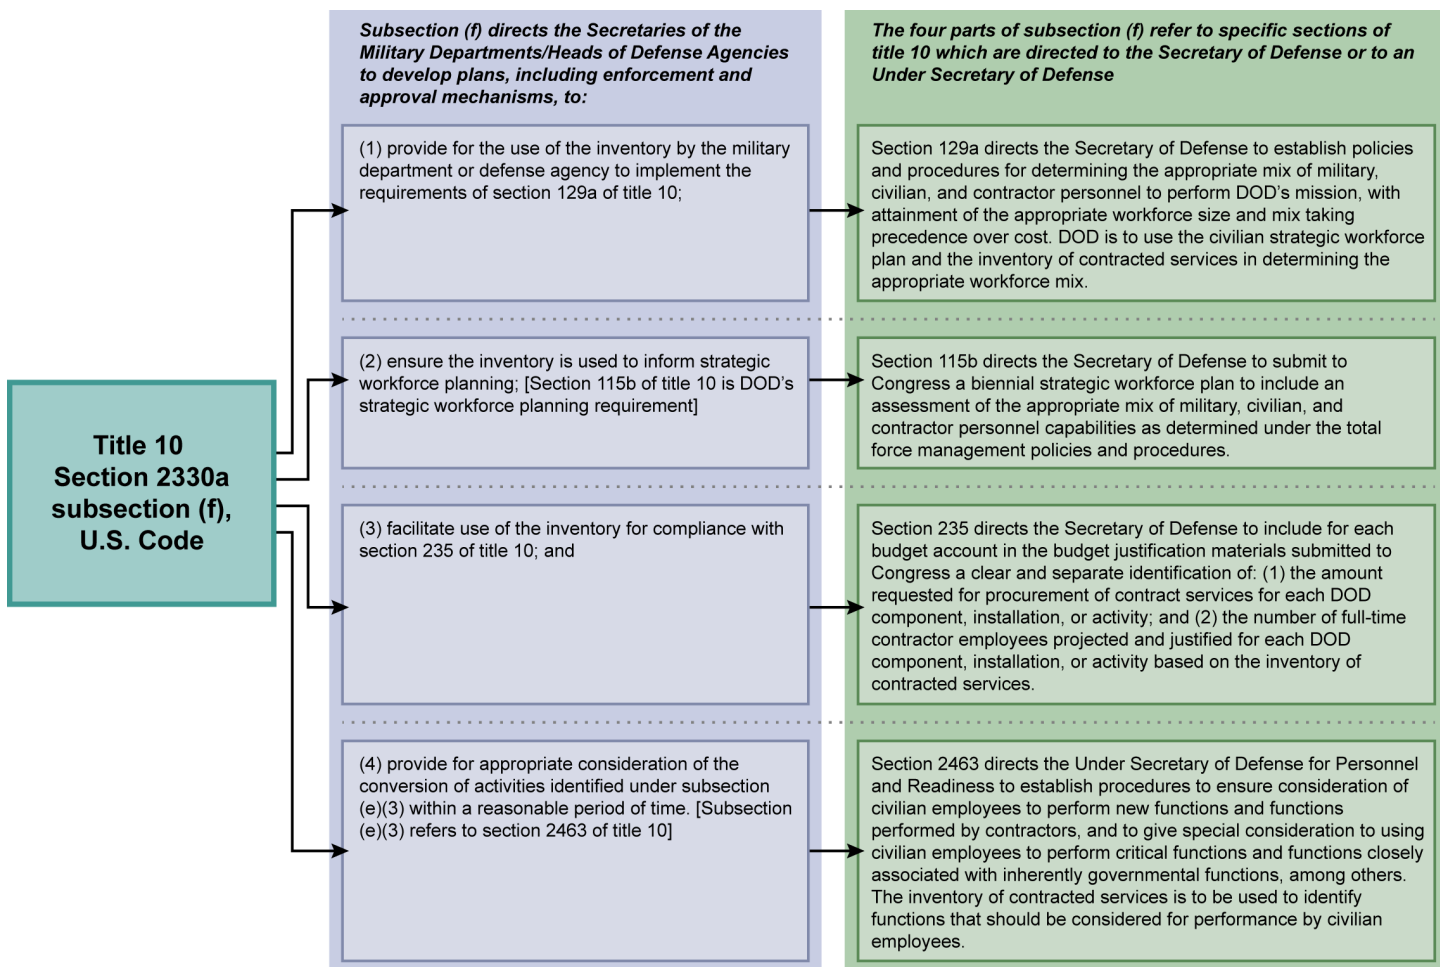 Title 10
Section 2330a
subsection (f),
U.S. Code
Subsection (f) directs the Secretaries of the
Military Departments/Heads of Defense Agencies
to develop plans, including enforcement and
approval mechanisms, to:
The four parts of subsection (f) refer to specific sections of
title 10 which are directed to the Secretary of Defense or to an
Under Secretary of Defense
(1) provide for the use of the inventory by the military
department or defense agency to implement the
requirements of section 129a of title 10;
Section 129a directs the Secretary of Defense to establish policies
and procedures for determining the appropriate mix of military,
civilian, and contractor personnel to perform DOD’s mission, with
attainment of the appropriate workforce size and mix taking
precedence over cost. DOD is to use the civilian strategic workforce
plan and the inventory of contracted services in determining the
appropriate workforce mix.
(2) ensure the inventory is used to inform strategic
workforce planning; [Section 115b of title 10 is DOD’s
strategic workforce planning requirement]
Section 115b directs the Secretary of Defense to submit to
Congress a biennial strategic workforce plan to include an
assessment of the appropriate mix of military, civilian, and
contractor personnel capabilities as determined under the total
force management policies and procedures.
(3) facilitate use of the inventory for compliance with
section 235 of title 10; and
Section 235 directs the Secretary of Defense to include for each
budget account in the budget justification materials submitted to
Congress a clear and separate identification of: (1) the amount
requested for procurement of contract services for each DOD
component, installation, or activity; and (2) the number of full-time
contractor employees projected and justified for each DOD
component, installation, or activity based on the inventory of
contracted services.
(4) provide for appropriate consideration of the
conversion of activities identified under subsection
(e)(3) within a reasonable period of time. [Subsection
(e)(3) refers to section 2463 of title 10]
Section 2463 directs the Under Secretary of Defense for Personnel
and Readiness to establish procedures to ensure consideration of
civilian employees to perform new functions and functions
performed by contractors, and to give special consideration to using
civilian employees to perform critical functions and functions closely
associated with inherently governmental functions, among others.
The inventory of contracted services is to be used to identify
functions that should be considered for performance by civilian
employees.